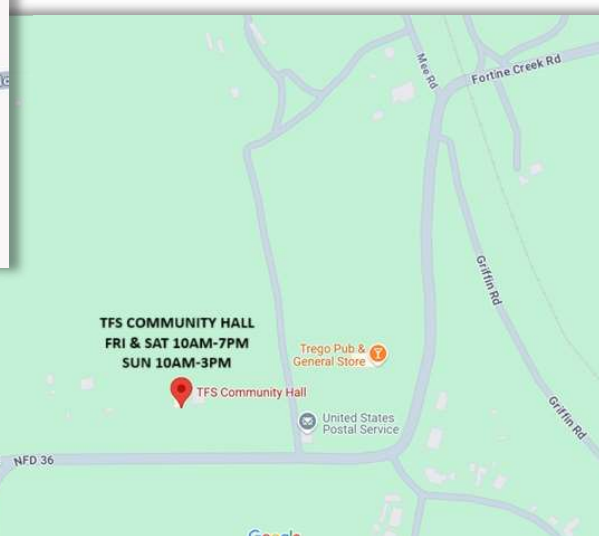 Mee Rd
Fortine Creek Rd
Griffin Rd
TFS COMMUNITY HALL
FRI & SAT 10AM-7PM
SUN 10AM-3PM
Trego Pub &
General Store
TFS Community Hall
United States
Postal Service
Griffin Rd
NFD 36
Google